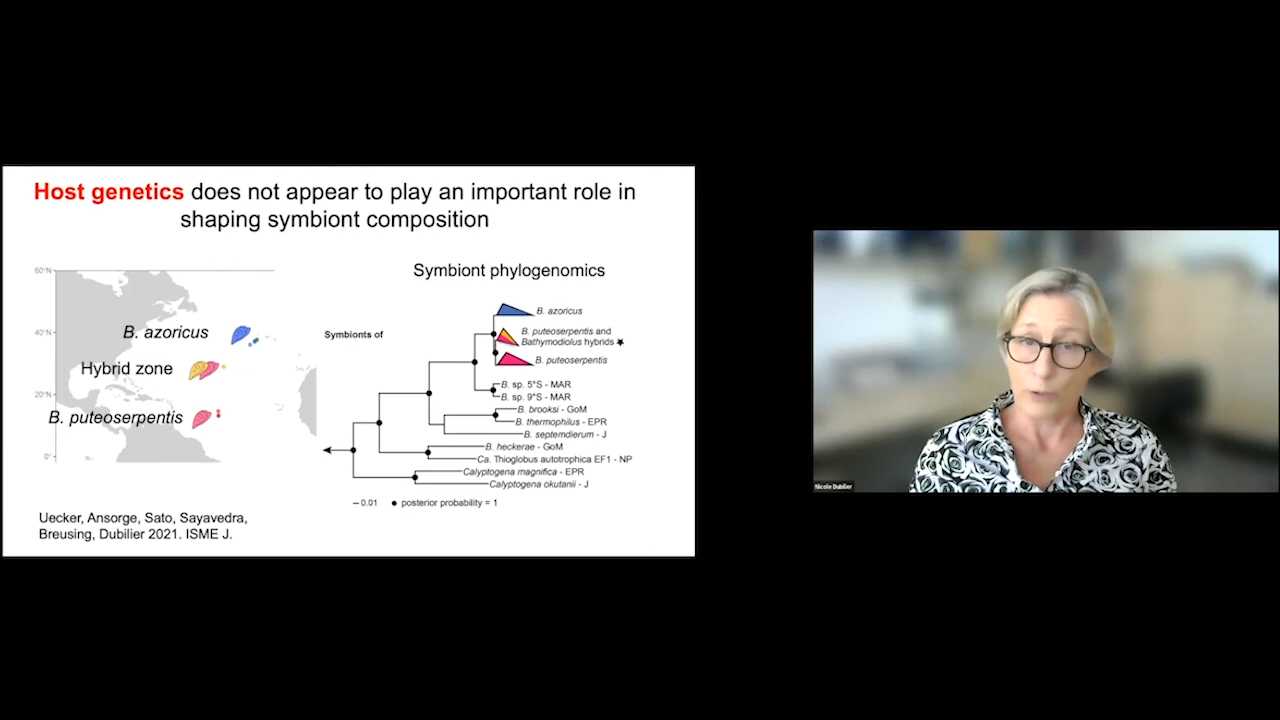 Host genetics does not appear to play an important role in
shaping symbiont composition
Symbiont phylogenomics
60°N
40°N
20°N
0°
B. azoricus
Hybrid zone
B. puteoserpentis
Symbionts of
B. azoricus
B. puteoserpentis and
Bathymodiolus hybrids ★
B. puteoserpentis
B. sp. 5°S - MAR
B. sp. 9°S - MAR
B. brooksi - GoM
B. thermophilus - EPR
B. septemdierum - J
B. heckerae - GoM
Ca. Thioglobus autotrophica EF1 - NP
Calyptogena magnifica - EPR
Calyptogena okutanii - J
0.01
posterior probability = 1
Uecker, Ansorge, Sato, Sayavedra,
Breusing, Dubilier 2021. ISME J.
Nicole Dubilier